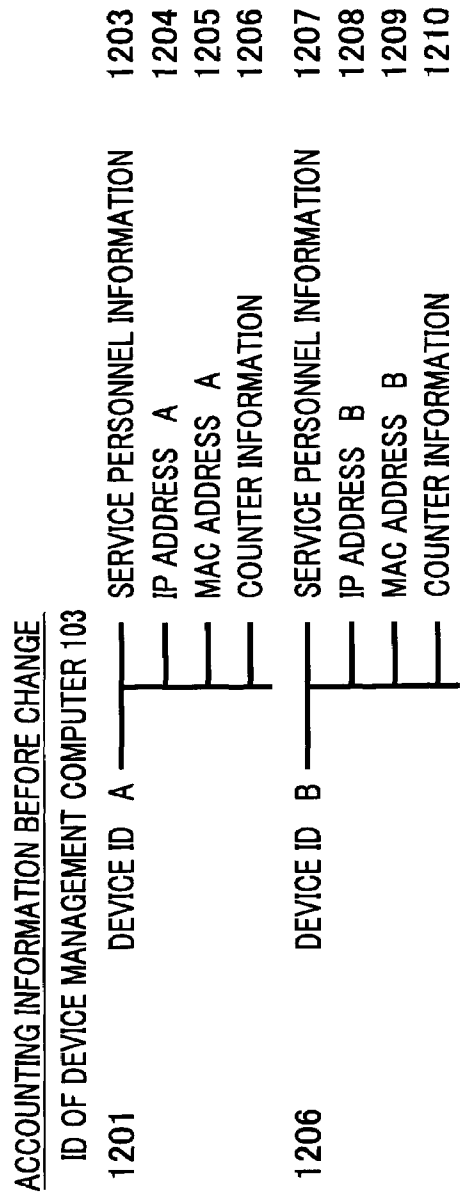 ACCOUNTING INFORMATION BEFORE CHANGE
ID OF DEVICE MANAGEMENT COMPUTER 103
1201 DEVICE ID A SERVICE PERSONNEL INFORMATION 1203
IP ADDRESS A 1204
MAC ADDRESS A 1205
COUNTER INFORMATION 1206
1206 DEVICE ID B SERVICE PERSONNEL INFORMATION 1207
IP ADDRESS B 1208
MAC ADDRESS B 1209
COUNTER INFORMATION 1210